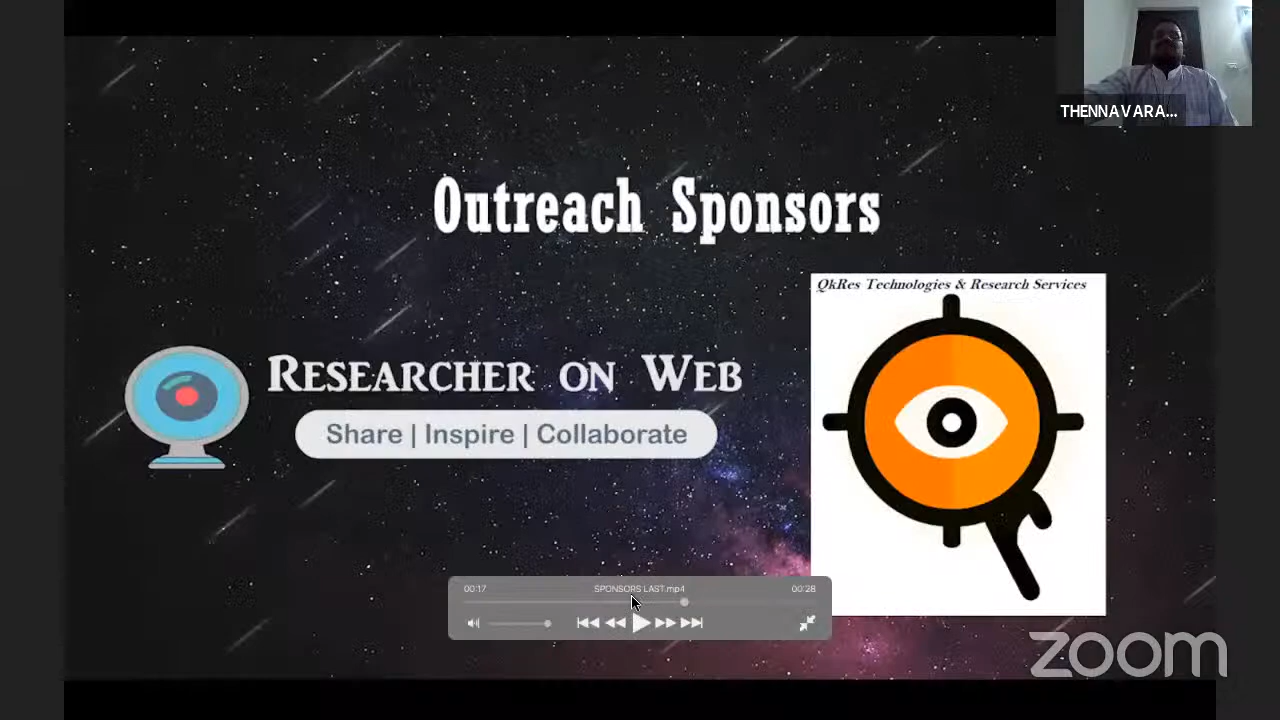 THENNAVARA...
Outreach Sponsors
QkRes Technologies & Research Services
RESEARCHER ON WEB
Share | Inspire | Collaborate
00:17
SPONSORS LAST.mp4
00:28
zoom